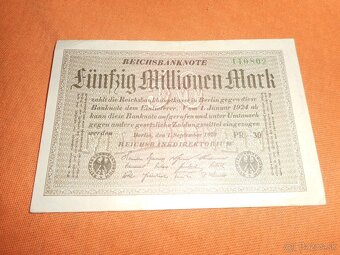 REICHSBANKNOTE
149802
Fünfzig Millionen Mark
zahlt die Reichsbankhauptkasse in Berlin gegen diese
Banknote dem Einlieferer. Vom 1. Januar 1924 ab
kann diese Banknote aufgerufen und unter Umtausch
gegen andere gesetzliche Zahlungsmittel eingezogen
werden
Berlin, den 1. September 1923
REICHSBANKDIREKTORIUM